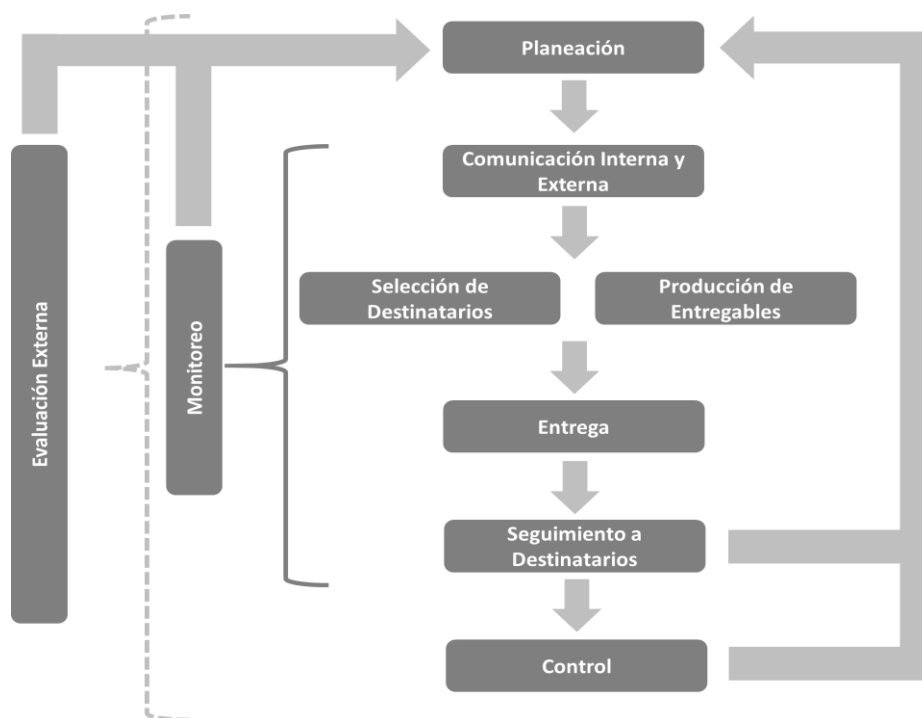 Planeación
Comunicación Interna y
Externa
Selección de
Destinatarios
Producción de
Entregables
Entrega
Seguimiento a
Destinatarios
Control
Monitoreo
Evaluación Externa